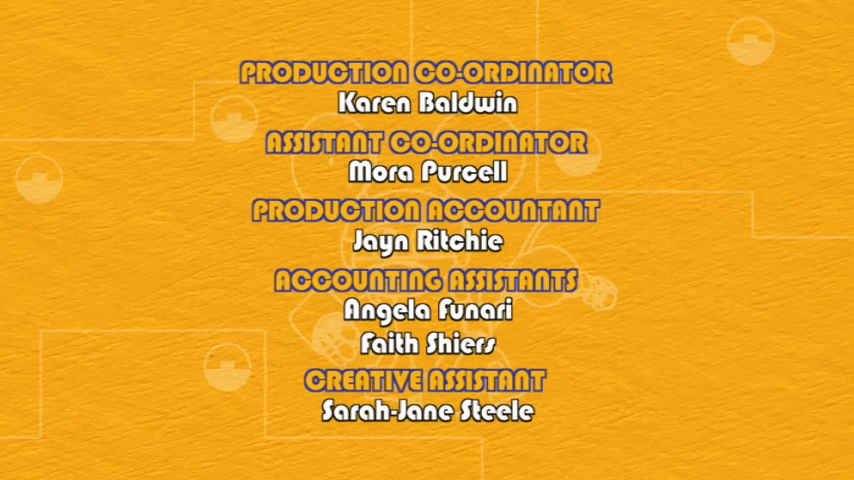 PRODUCTION CO-ORDINATOR
Karen Baldwin
ASSISTANT CO-ORDINATOR
Mora Purcell
PRODUCTION ACCOUNTANT
Jayn Ritchie
ACCOUNTING ASSISTANTS
Angela Funari
Faith Shiers
CREATIVE ASSISTANT
Sarah-Jane Steele